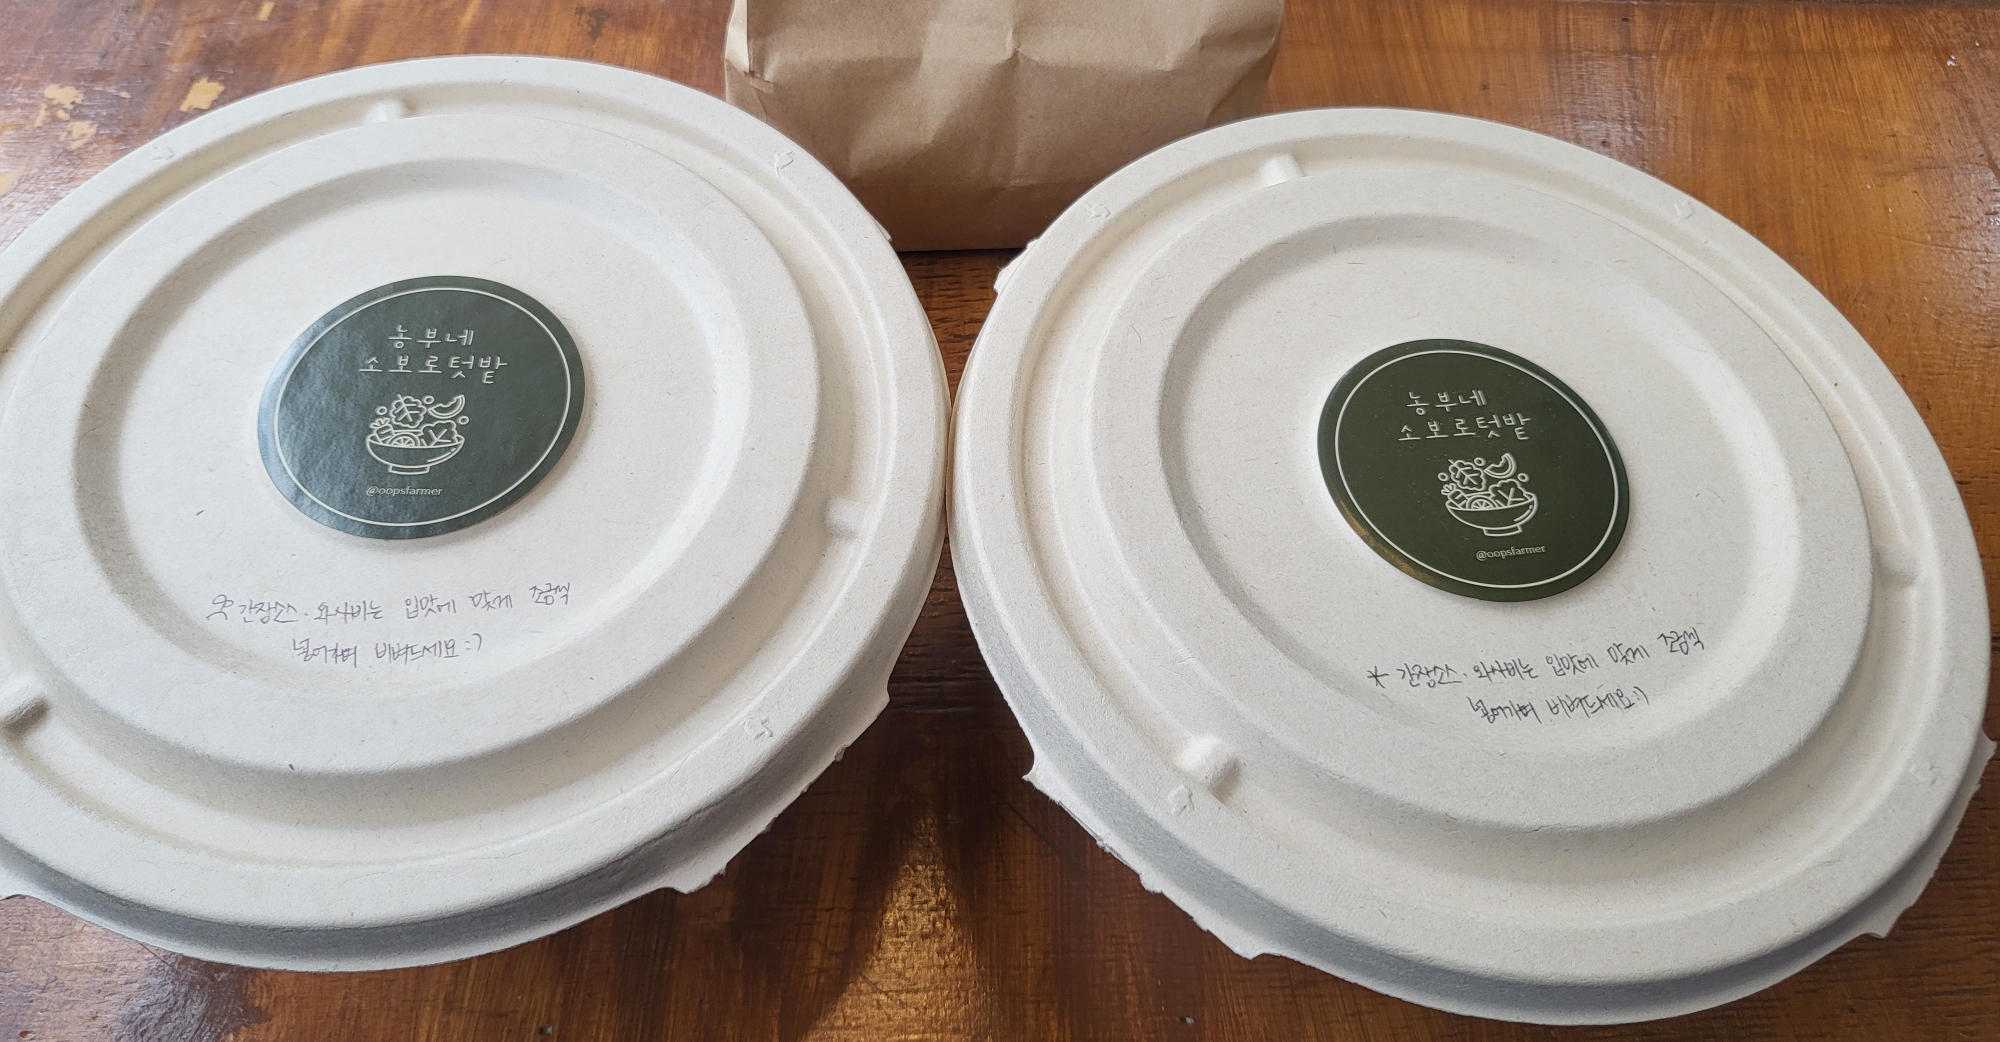 농부네
소보로텃밭
@oopsfarmer
※간장소스·와사비는 입맛에 맞게 조금씩
넣어가며 비벼드세요:)
농부네
소보로텃밭
@oopsfarmer
* 간장소스·와사비는 입맛에 맞게 조금씩
넣어가며 비벼드세요:)